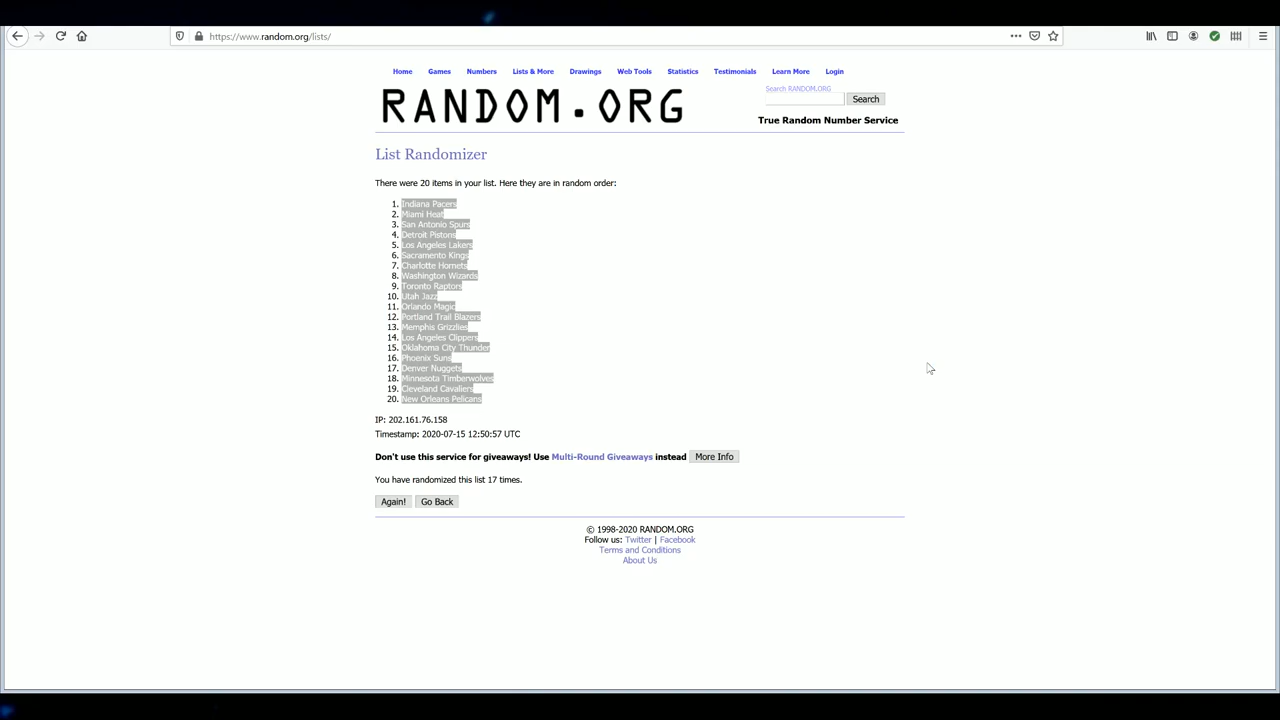 https://www.random.org/lists/
Home Games Numbers Lists & More Drawings Web Tools Statistics Testimonials Learn More Login
RANDOM.ORG
Search RANDOM.ORG
Search
True Random Number Service
List Randomizer
There were 20 items in your list. Here they are in random order:
1. Indiana Pacers
2. Miami Heat
3. San Antonio Spurs
4. Detroit Pistons
5. Los Angeles Lakers
6. Sacramento Kings
7. Charlotte Hornets
8. Washington Wizards
9. Toronto Raptors
10. Utah Jazz
11. Orlando Magic
12. Portland Trail Blazers
13. Memphis Grizzlies
14. Los Angeles Clippers
15. Oklahoma City Thunder
16. Phoenix Suns
17. Denver Nuggets
18. Minnesota Timberwolves
19. Cleveland Cavaliers
20. New Orleans Pelicans
IP: 202.161.76.158
Timestamp: 2020-07-15 12:50:57 UTC
Don't use this service for giveaways! Use Multi-Round Giveaways instead More Info
You have randomized this list 17 times.
Again! Go Back
© 1998-2020 RANDOM.ORG
Follow us: Twitter | Facebook
Terms and Conditions
About Us